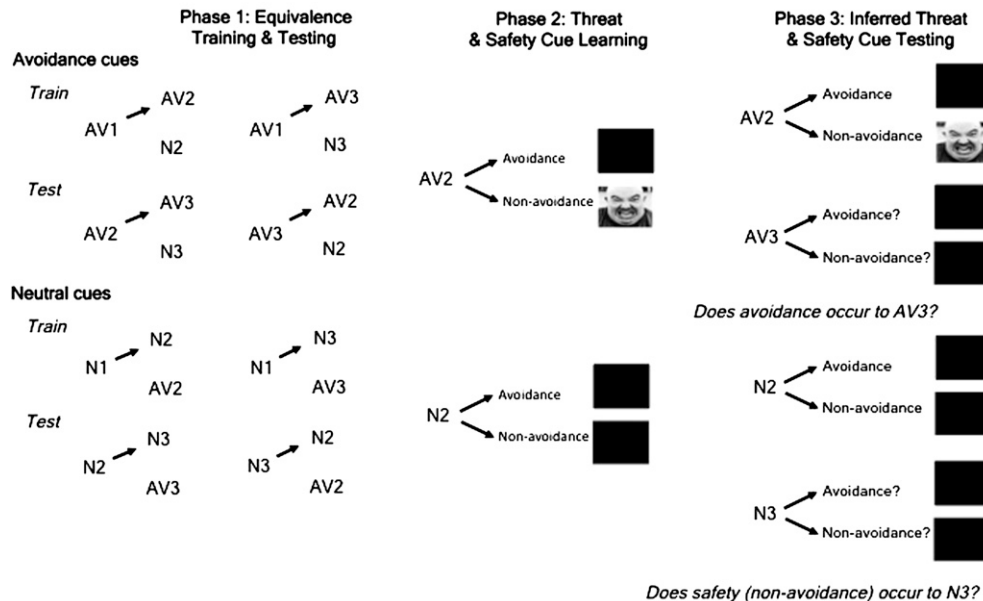 Phase 1: Equivalence
Training & Testing
Phase 2: Threat
& Safety Cue Learning
Phase 3: Inferred Threat
& Safety Cue Testing
Avoidance cues
Train
AV1
AV2
N2
AV1
AV3
N3
Test
AV2
AV3
N3
AV3
AV2
N2
AV2
Avoidance
Non-avoidance
AV2
Avoidance
Non-avoidance
AV3
Avoidance?
Non-avoidance?
Does avoidance occur to AV3?
Neutral cues
Train
N1
N2
AV2
N1
N3
AV3
Test
N2
N3
AV3
N3
N2
AV2
N2
Avoidance
Non-avoidance
N2
Avoidance
Non-avoidance
N3
Avoidance?
Non-avoidance?
Does safety (non-avoidance) occur to N3?